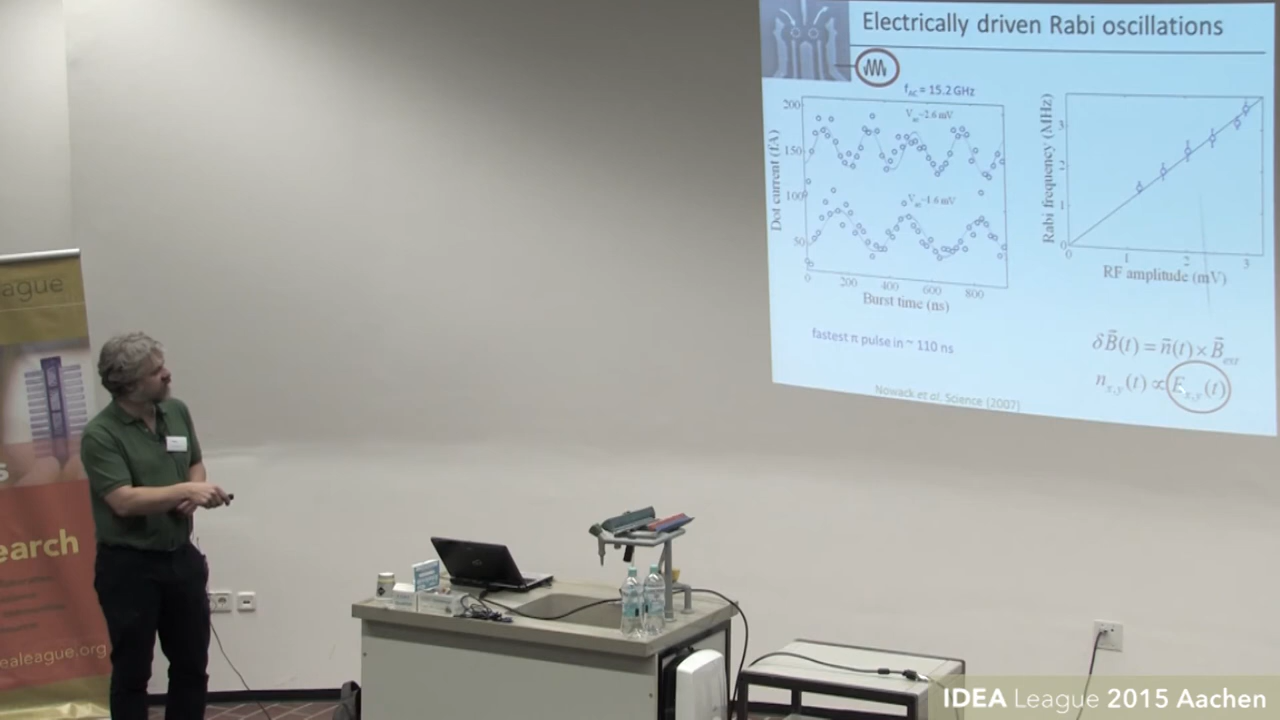 Electrically driven Rabi oscillations
f_AC = 15.2 GHz
200
150
100
50
0
Dot current (fA)
V_ac~2.6 mV
V_ac~1.6 mV
0 200 400 600 800
Burst time (ns)
Rabi frequency (MHz)
3
2
1
0
0 1 2 3
RF amplitude (mV)
fastest π pulse in ~ 110 ns
δB⃗(t) = n⃗(t) × B⃗_ext
n_x,y(t) ∝ E_x,y(t)
Nowack et al. Science (2007)
ague
s
earch
ealeague.org
IDEA League 2015 Aachen